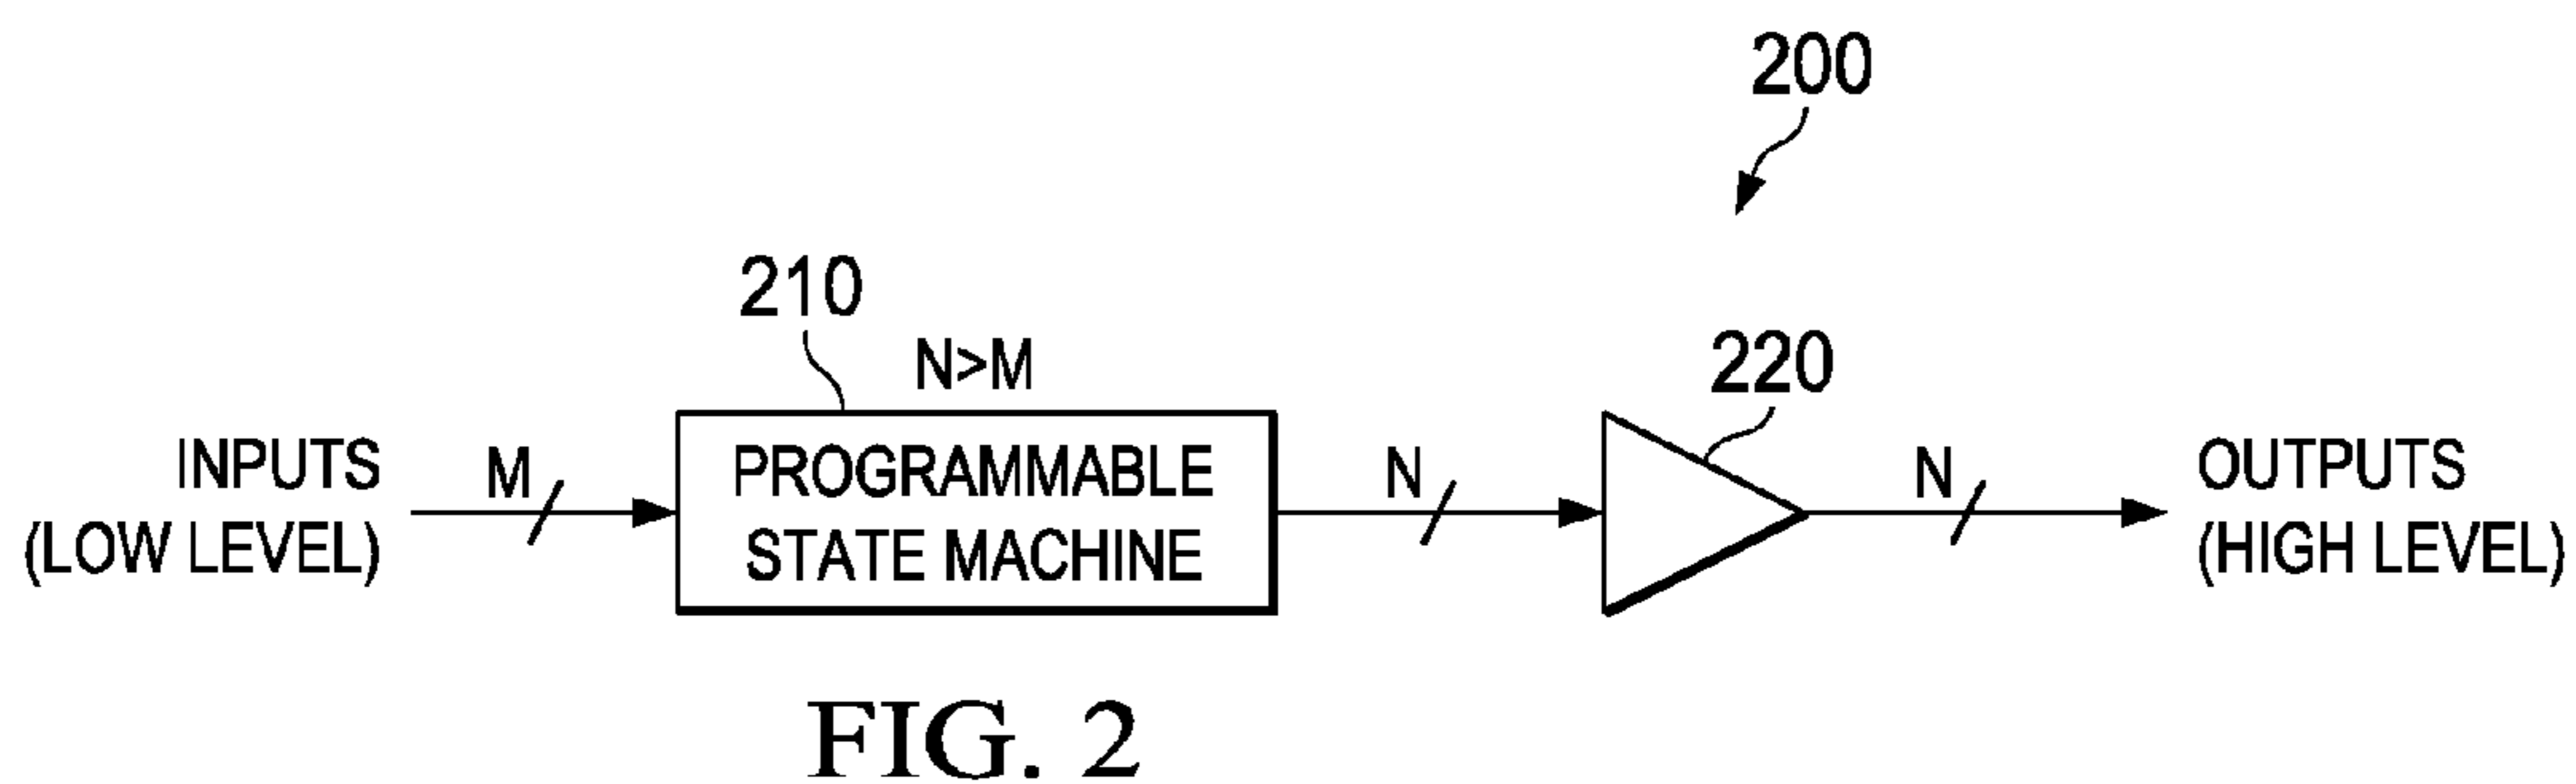 200
210
N>M
220
INPUTS
(LOW LEVEL)
M
PROGRAMMABLE
STATE MACHINE
N
N
OUTPUTS
(HIGH LEVEL)
FIG. 2